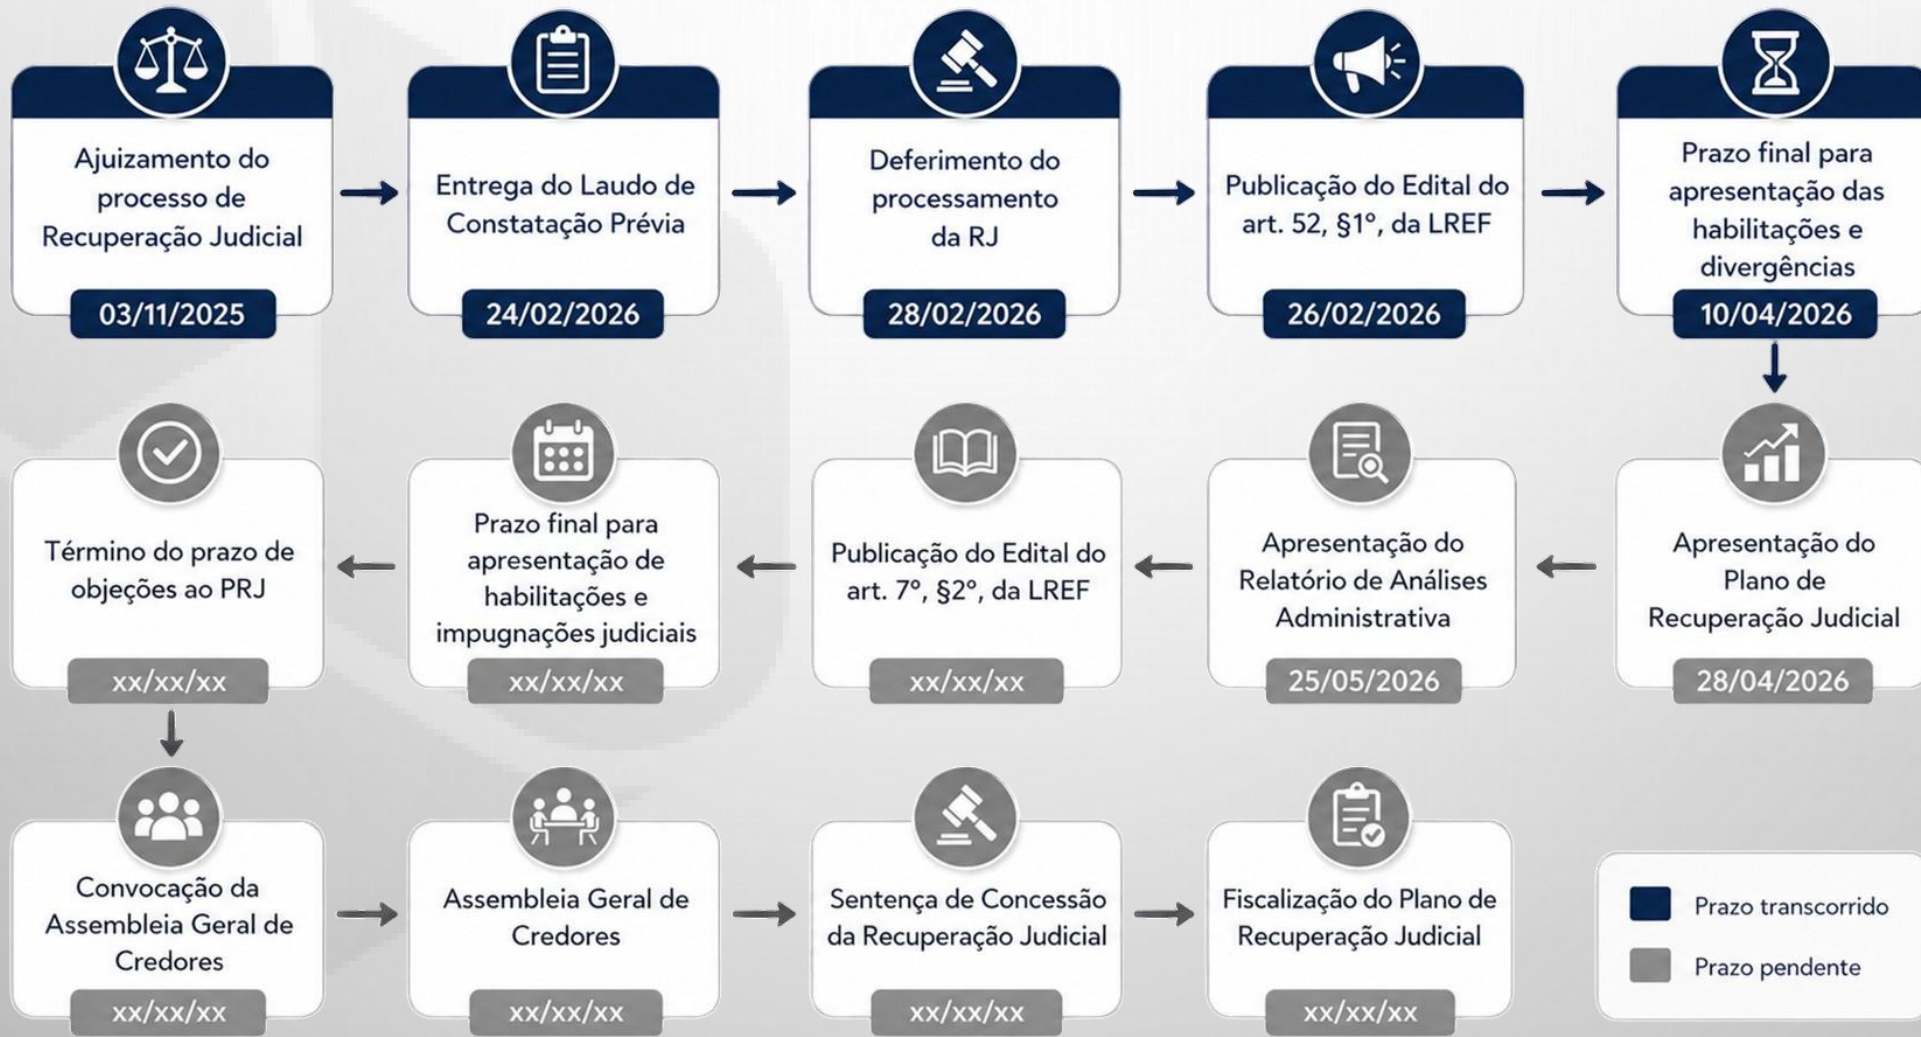 Ajuizamento do
processo de
Recuperação Judicial
03/11/2025
Entrega do Laudo de
Constatação Prévia
24/02/2026
Deferimento do
processamento
da RJ
28/02/2026
Publicação do Edital do
art. 52, §1º, da LREF
26/02/2026
Prazo final para
apresentação das
habilitações e
divergências
10/04/2026
Apresentação do
Plano de
Recuperação Judicial
28/04/2026
Apresentação do
Relatório de Análises
Administrativa
25/05/2026
Publicação do Edital do
art. 7º, §2º, da LREF
xx/xx/xx
Prazo final para
apresentação de
habilitações e
impugnações judiciais
xx/xx/xx
Término do prazo de
objeções ao PRJ
xx/xx/xx
Convocação da
Assembleia Geral de
Credores
xx/xx/xx
Assembleia Geral de
Credores
xx/xx/xx
Sentença de Concessão
da Recuperação Judicial
xx/xx/xx
Fiscalização do Plano de
Recuperação Judicial
xx/xx/xx
Prazo transcorrido
Prazo pendente